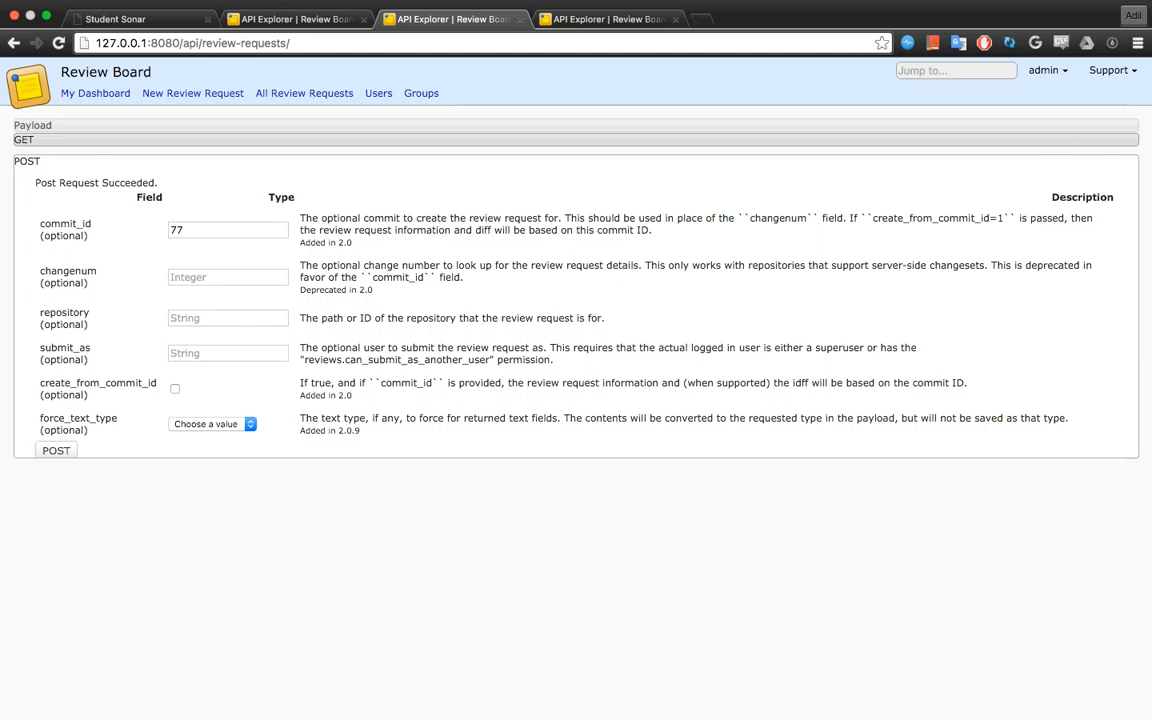 Student Sonar
API Explorer | Review Boar
API Explorer | Review Boar
API Explorer | Review Boar
Adil
127.0.0.1:8080/api/review-requests/
Review Board
Jump to...
admin
Support
My Dashboard
New Review Request
All Review Requests
Users
Groups
Payload
GET
POST
Post Request Succeeded.
Field
Type
Description
commit_id
(optional)
77
The optional commit to create the review request for. This should be used in place of the ``changenum`` field. If ``create_from_commit_id=1`` is passed, then
the review request information and diff will be based on this commit ID.
Added in 2.0
changenum
(optional)
Integer
The optional change number to look up for the review request details. This only works with repositories that support server-side changesets. This is deprecated in
favor of the ``commit_id`` field.
Deprecated in 2.0
repository
(optional)
String
The path or ID of the repository that the review request is for.
submit_as
(optional)
String
The optional user to submit the review request as. This requires that the actual logged in user is either a superuser or has the
"reviews.can_submit_as_another_user" permission.
create_from_commit_id
(optional)
If true, and if ``commit_id`` is provided, the review request information and (when supported) the idff will be based on the commit ID.
Added in 2.0
force_text_type
(optional)
Choose a value
The text type, if any, to force for returned text fields. The contents will be converted to the requested type in the payload, but will not be saved as that type.
Added in 2.0.9
POST